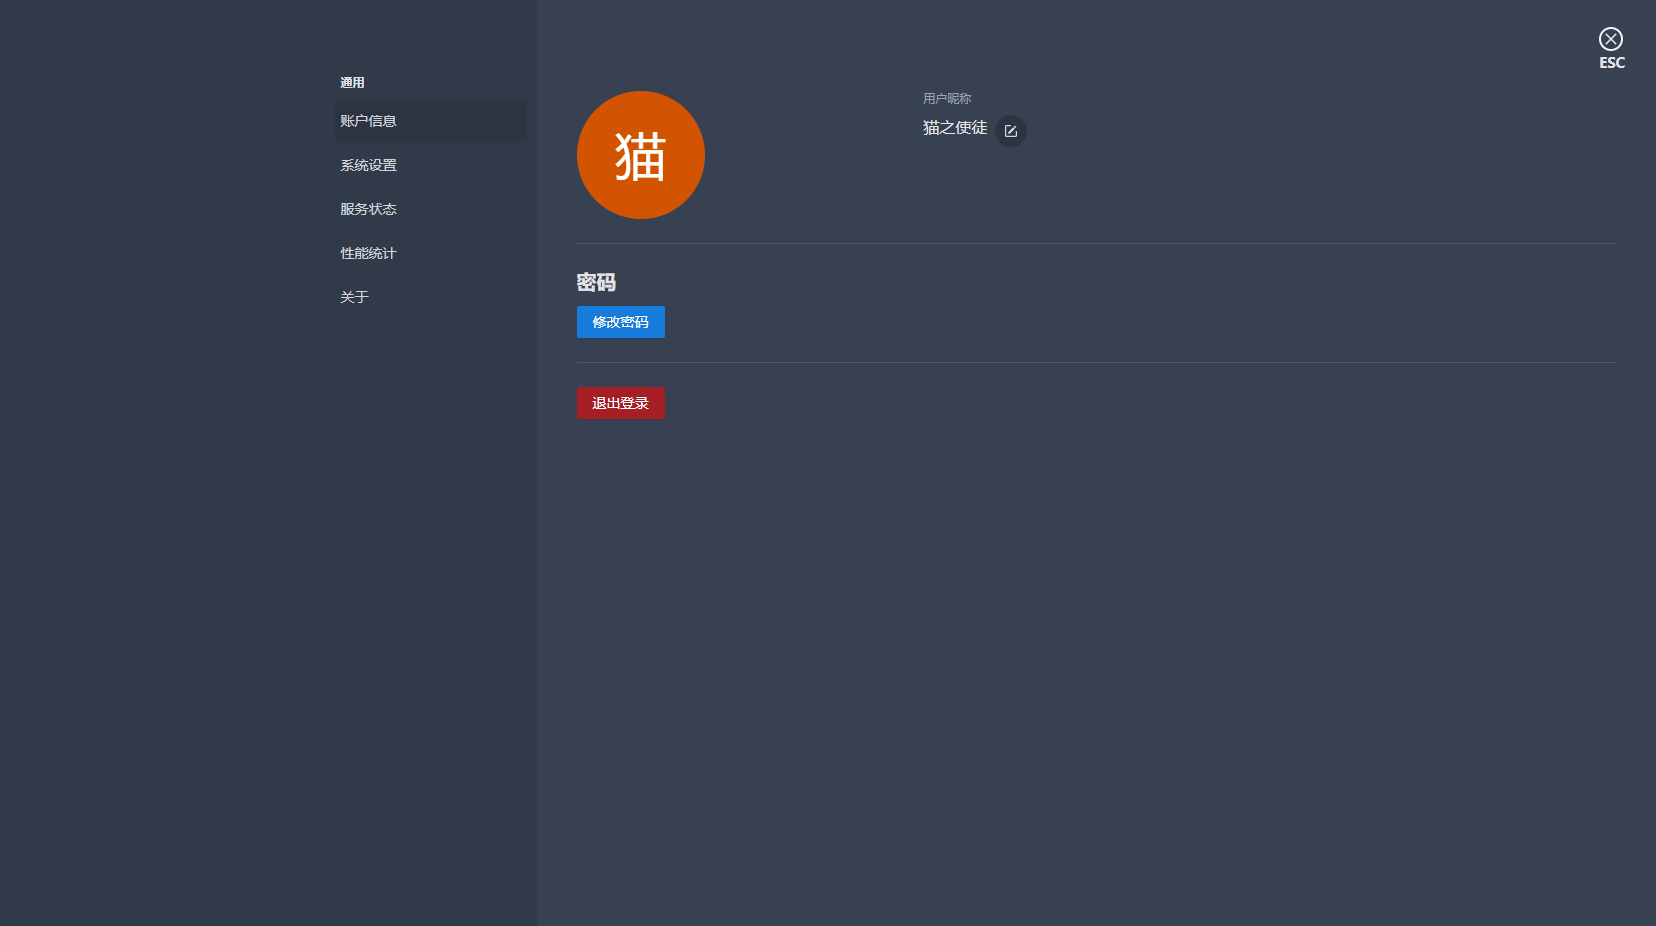 通用
账户信息
系统设置
服务状态
性能统计
关于
猫
用户昵称
猫之使徒
密码
修改密码
退出登录
ESC